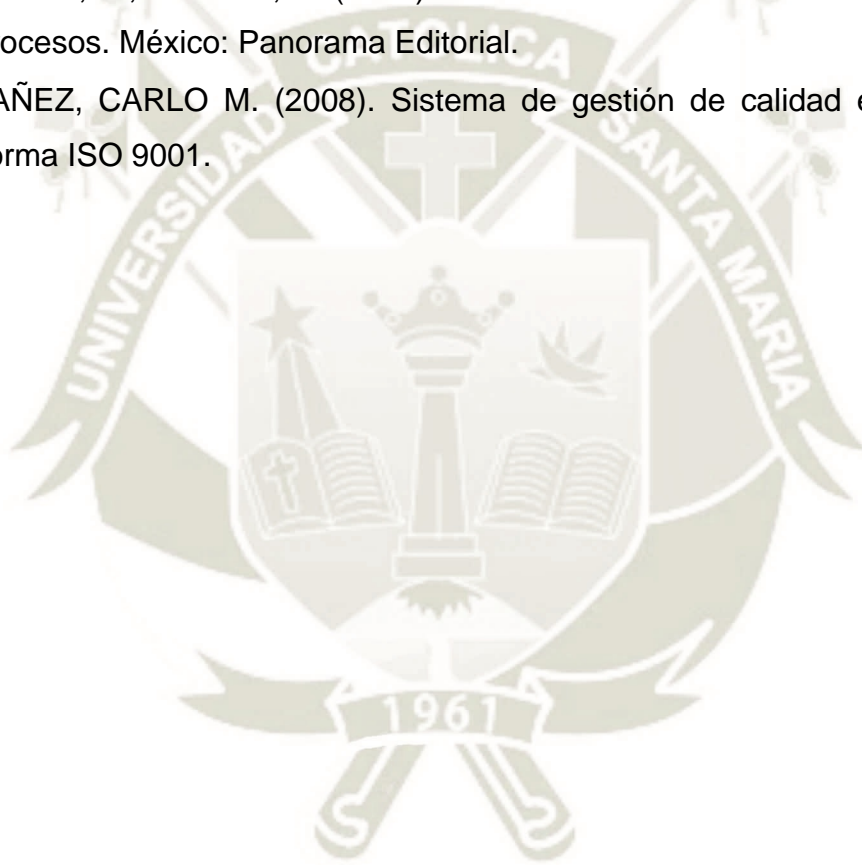 ocesos. México: Panorama Editorial.
AÑEZ, CARLO M. (2008). Sistema de gestión de calidad e
orma ISO 9001.
UNIVERSIDAD CATOLICA SANTA MARIA
1961